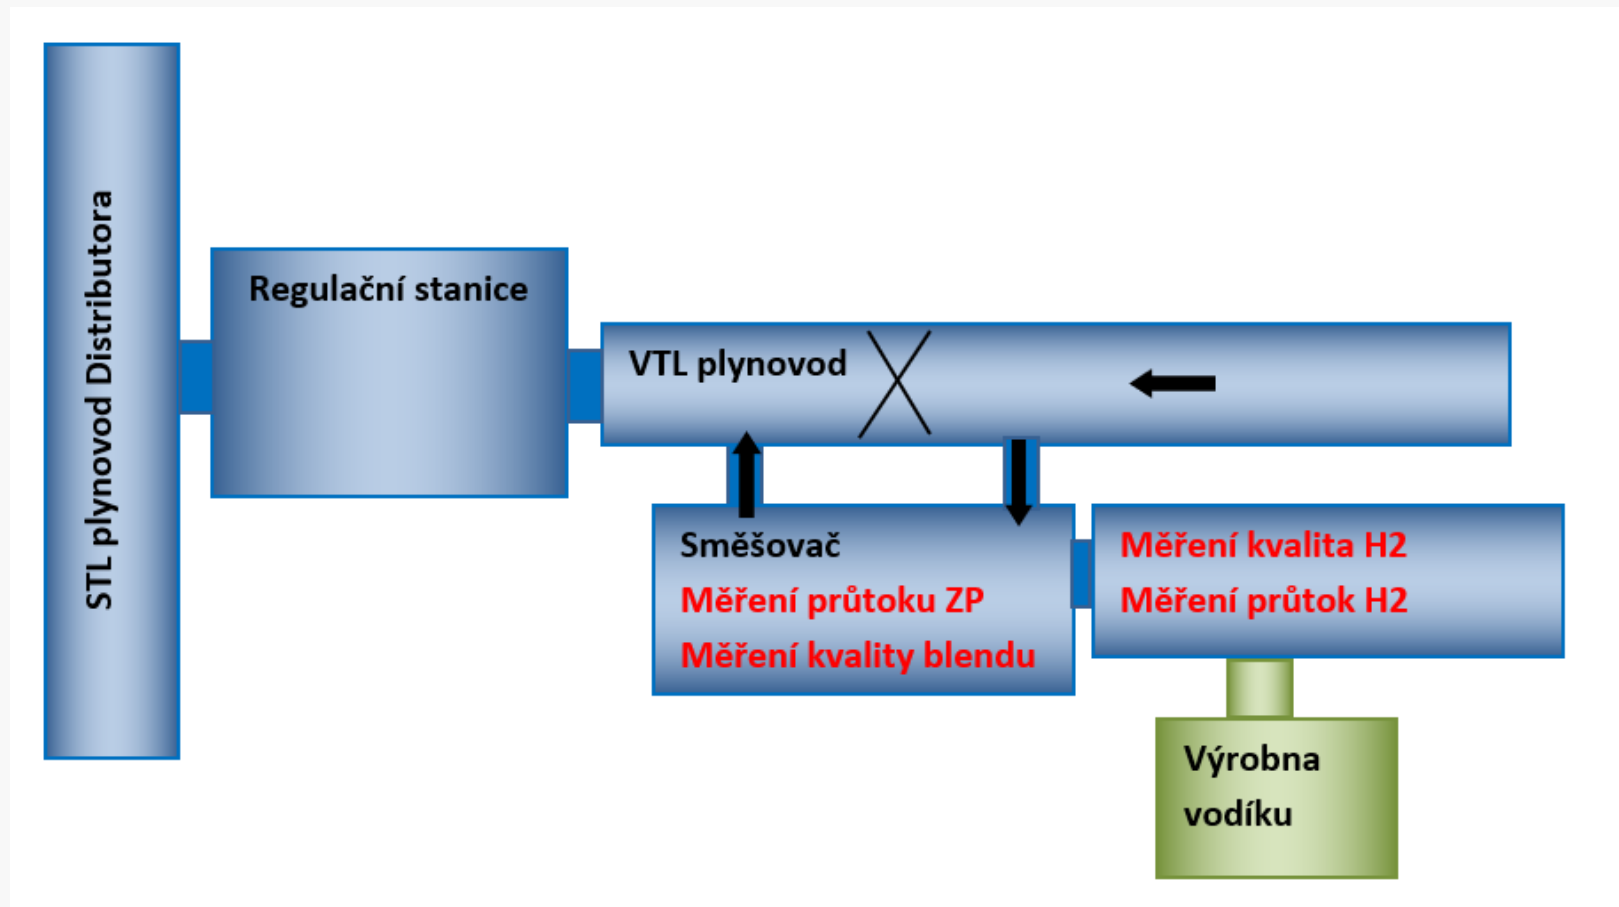 STL plynovod Distributora
Regulační stanice
VTL plynovod
Směšovač
Měření průtoku ZP
Měření kvality blendu
Měření kvalita H2
Měření průtok H2
Výrobna
vodíku